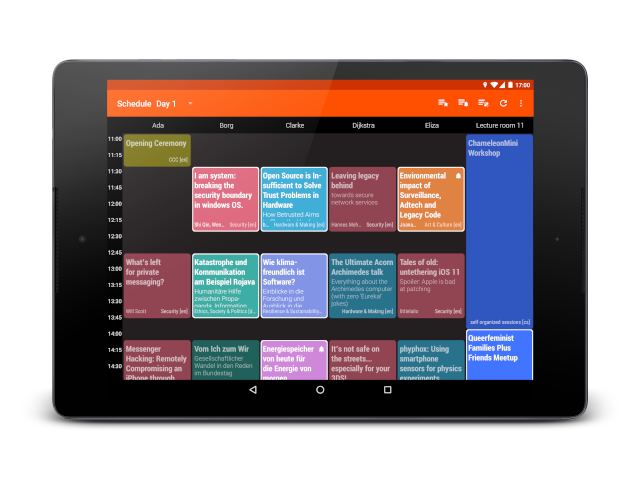 17:00
Schedule Day 1
Ada Borg Clarke Dijkstra Eliza Lecture room 11
11:00
11:15
11:30
11:45
12:00
12:15
12:30
12:45
13:00
13:15
13:30
13:45
14:00
14:15
14:30
Opening Ceremony
CCC [en]
What's left
for private
messaging?
Will Scott Security [en]
Messenger
Hacking: Remotely
Compromising an
iPhone through
I am system:
breaking the
security boundary
in windows OS.
Security [en]
Katastrophe und
Kommunikation
am Beispiel Rojava
Humanitäre Hilfe
zwischen Propa-
ganda, Information
Ethics, Society & Politics
Vom Ich zum Wir
Gesellschaftlicher
Wandel in den Reden
im Bundestag
Open Source is In-
sufficient to Solve
Trust Problems in
Hardware
How Betrusted Aims
Hardware & Making [en]
Wie klima-
freundlich ist
Software?
Einblicke in die
Forschung und
Ausblick in die
Resilience & Sustainability
Energiespeicher
von heute für
die Energie von
morgen
Leaving legacy
behind
towards secure
network services
Hannes Meh... Security [en]
The Ultimate Acorn
Archimedes talk
Everything about the
Archimedes computer
(with zero 'Eureka!'
jokes)
Hardware & Making [en]
It's not safe on
the streets...
especially for your
3DS!
Environmental
impact of
Surveillance,
Adtech and
Legacy Code
Art & Culture [en]
Tales of old:
untethering iOS 11
Spoiler: Apple is bad
at patching
Security [en]
phyphox: Using
smartphone
sensors for physics
experiments
ChameleonMini
Workshop
self organized sessions [cs]
Queerfeminist
Families Plus
Friends Meetup